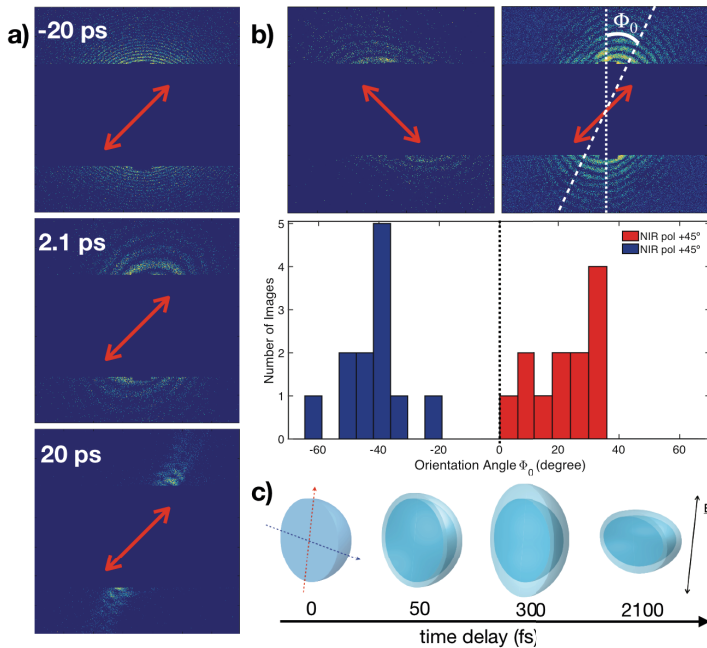 a)
-20 ps
2.1 ps
20 ps
b)
Φ₀
NIR pol +45°
NIR pol +45°
Number of Images
5
4
3
2
1
0
-60
-40
-20
0
20
40
60
Orientation Angle Φ₀ (degree)
c)
0
50
300
2100
time delay (fs)